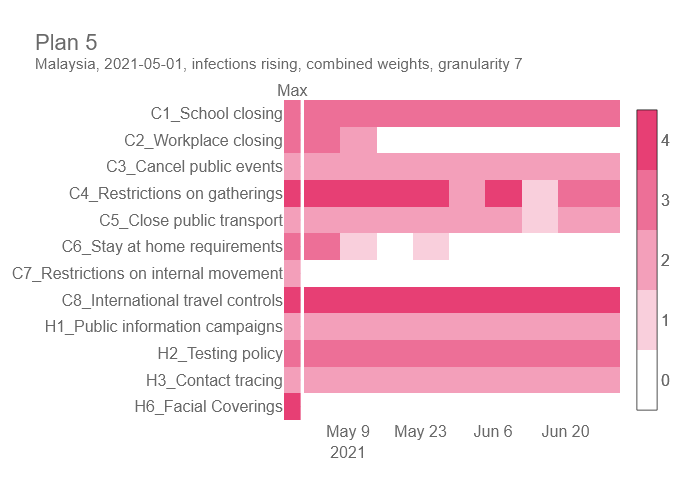 Plan 5
Malaysia, 2021-05-01, infections rising, combined weights, granularity 7
Max
C1_School closing
C2_Workplace closing
C3_Cancel public events
C4_Restrictions on gatherings
C5_Close public transport
C6_Stay at home requirements
C7_Restrictions on internal movement
C8_International travel controls
H1_Public information campaigns
H2_Testing policy
H3_Contact tracing
H6_Facial Coverings
May 9 May 23 Jun 6 Jun 20
2021
4
3
2
1
0